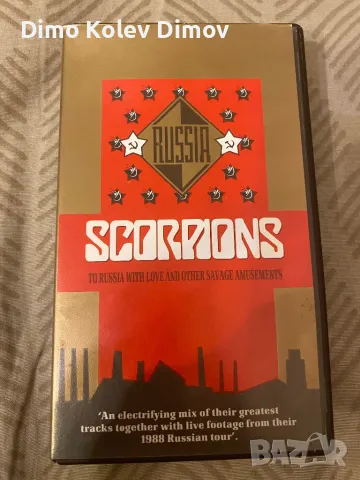 Dimo Kolev Dimov
RUSSIA
SCORPIONS
TO RUSSIA WITH LOVE AND OTHER SAVAGE AMUSEMENTS
'An electrifying mix of their greatest
tracks together with live footage from their
1988 Russian tour'.
BAZAR